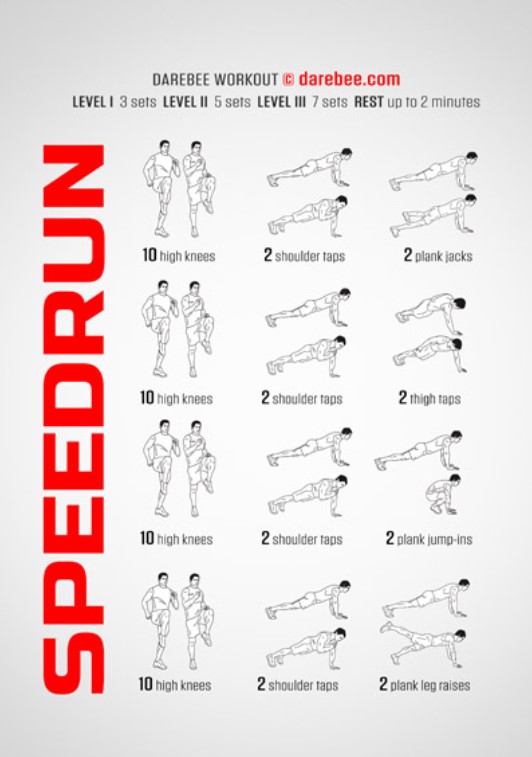 DAREBEE WORKOUT © darebee.com
LEVEL I 3 sets LEVEL II 5 sets LEVEL III 7 sets REST up to 2 minutes
SPEEDRUN
10 high knees 2 shoulder taps 2 plank jacks
10 high knees 2 shoulder taps 2 thigh taps
10 high knees 2 shoulder taps 2 plank jump-ins
10 high knees 2 shoulder taps 2 plank leg raises